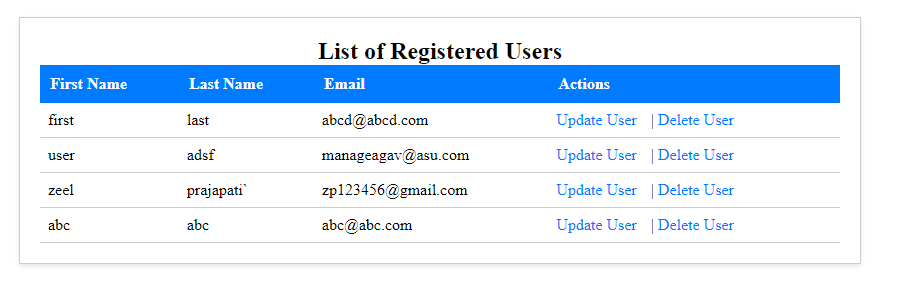 List of Registered Users
First Name Last Name Email Actions
first last abcd@abcd.com Update User | Delete User
user adsf manageagav@asu.com Update User | Delete User
zeel prajapati` zp123456@gmail.com Update User | Delete User
abc abc abc@abc.com Update User | Delete User